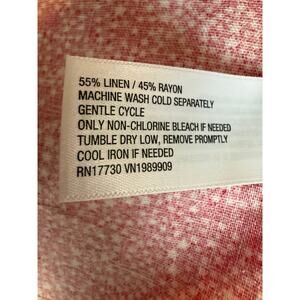 55% LINEN / 45% RAYON
MACHINE WASH COLD SEPARATELY
GENTLE CYCLE
ONLY NON-CHLORINE BLEACH IF NEEDED
TUMBLE DRY LOW, REMOVE PROMPTLY
COOL IRON IF NEEDED
RN17730 VN1989909